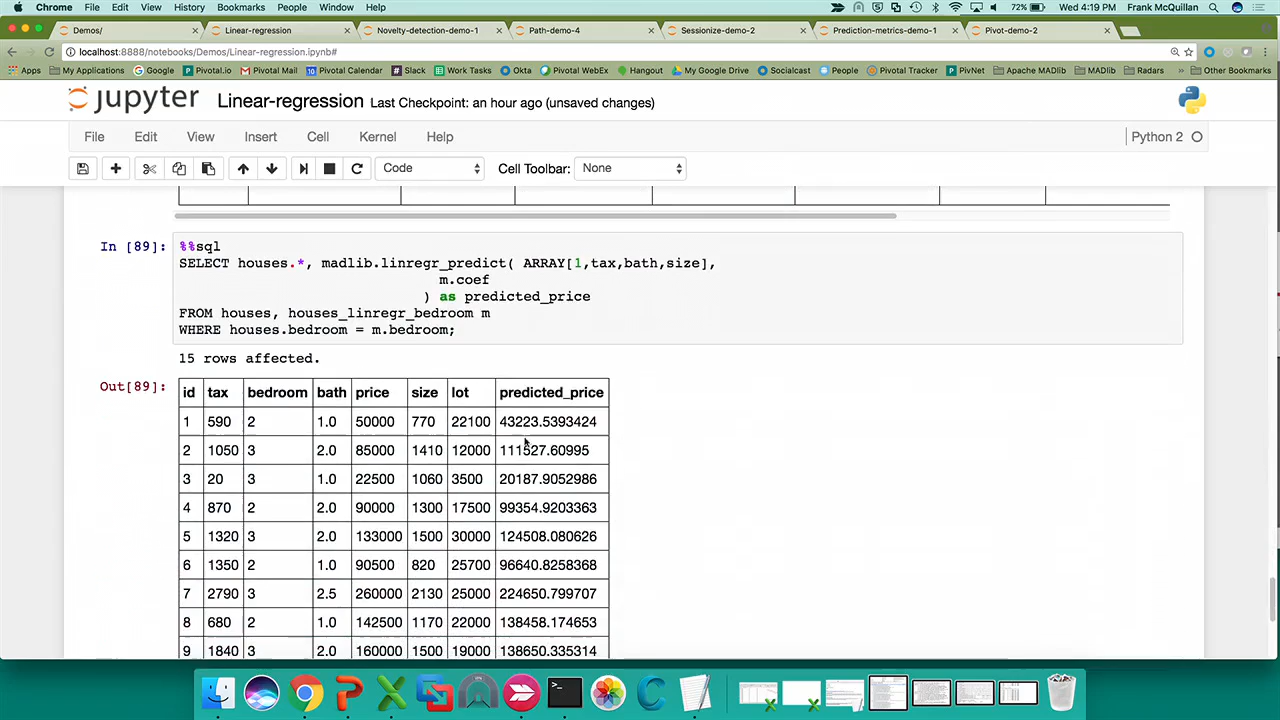 Chrome File Edit View History Bookmarks People Window Help 72% Wed 4:19 PM Frank McQuillan
Demos/ Linear-regression Novelty-detection-demo-1 Path-demo-4 Sessionize-demo-2 Prediction-metrics-demo-1 Pivot-demo-2
localhost:8888/notebooks/Demos/Linear-regression.ipynb#
Apps My Applications Google Pivotal.io Pivotal Mail Pivotal Calendar Slack Work Tasks Okta Pivotal WebEx Hangout My Google Drive Socialcast People Pivotal Tracker PivNet Apache MADlib MADlib Radars » Other Bookmarks
jupyter Linear-regression Last Checkpoint: an hour ago (unsaved changes)
File Edit View Insert Cell Kernel Help Python 2
Code Cell Toolbar: None
In [89]: %%sql
SELECT houses.*, madlib.linregr_predict( ARRAY[1,tax,bath,size],
m.coef
) as predicted_price
FROM houses, houses_linregr_bedroom m
WHERE houses.bedroom = m.bedroom;
15 rows affected.
Out[89]: id tax bedroom bath price size lot predicted_price
1 590 2 1.0 50000 770 22100 43223.5393424
2 1050 3 2.0 85000 1410 12000 111527.60995
3 20 3 1.0 22500 1060 3500 20187.9052986
4 870 2 2.0 90000 1300 17500 99354.9203363
5 1320 3 2.0 133000 1500 30000 124508.080626
6 1350 2 1.0 90500 820 25700 96640.8258368
7 2790 3 2.5 260000 2130 25000 224650.799707
8 680 2 1.0 142500 1170 22000 138458.174653
9 1840 3 2.0 160000 1500 19000 138650.335314